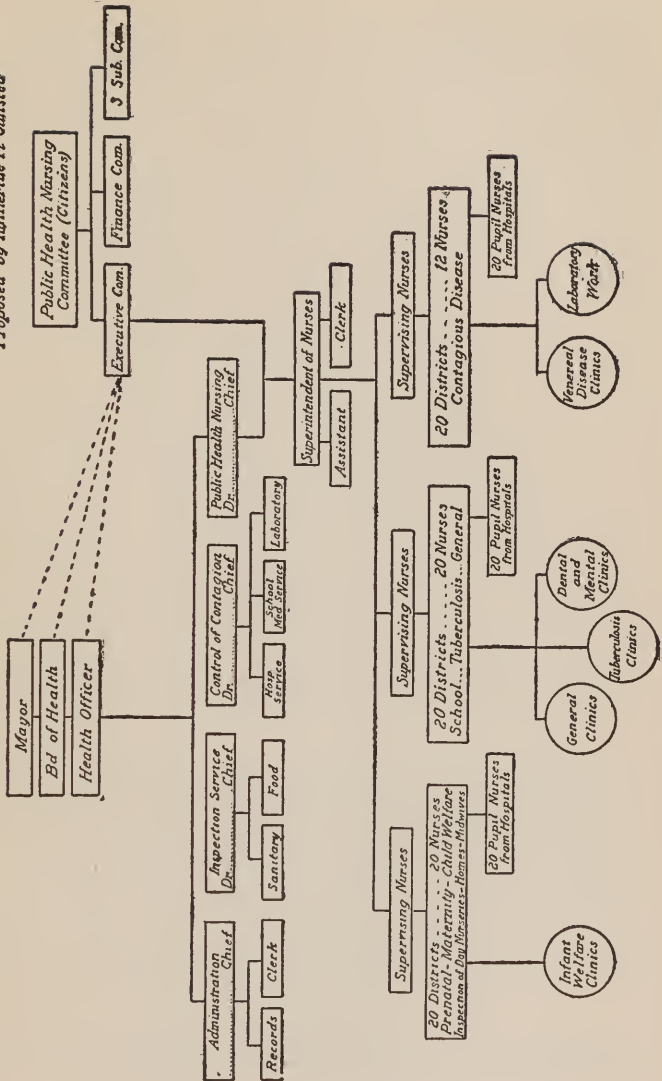 Proposed by Katherine M Olmsted
Public Health Nursing
Committee (Citizens)
Executive Com.
Finance Com.
3 Sub. Com.
Mayor
Bd of Health
Health Officer
Administration
Chief
Records
Clerk
Inspection Service
Dr.......... Chief
Sanitary
Food
Control of Contagion
Dr.......... Chief
Hosp
service
School
Med Service
Laboratory
Public Health Nursing
Dr.......... Chief
Superintendent of Nurses
Assistant
Clerk
Supervising Nurses
20 Districts - - - - - 20 Nurses
Prenatal - Maternity - Child Welfare
Inspection of Day Nurseries - Homes - Midwives
20 Pupil Nurses
from Hospitals
Infant
Welfare
Clinics
Supervising Nurses
20 Districts ..... 20 Nurses
School... Tuberculosis... General
20 Pupil Nurses
from Hospitals
General
Clinics
Tuberculosis
Clinics
Dental
and
Mental
Clinics
Supervising Nurses
20 Districts - - - - - 12 Nurses
Contagious Disease
20 Pupil Nurses
from Hospitals
Venereal
Disease
Clinics
Laboratory
Work